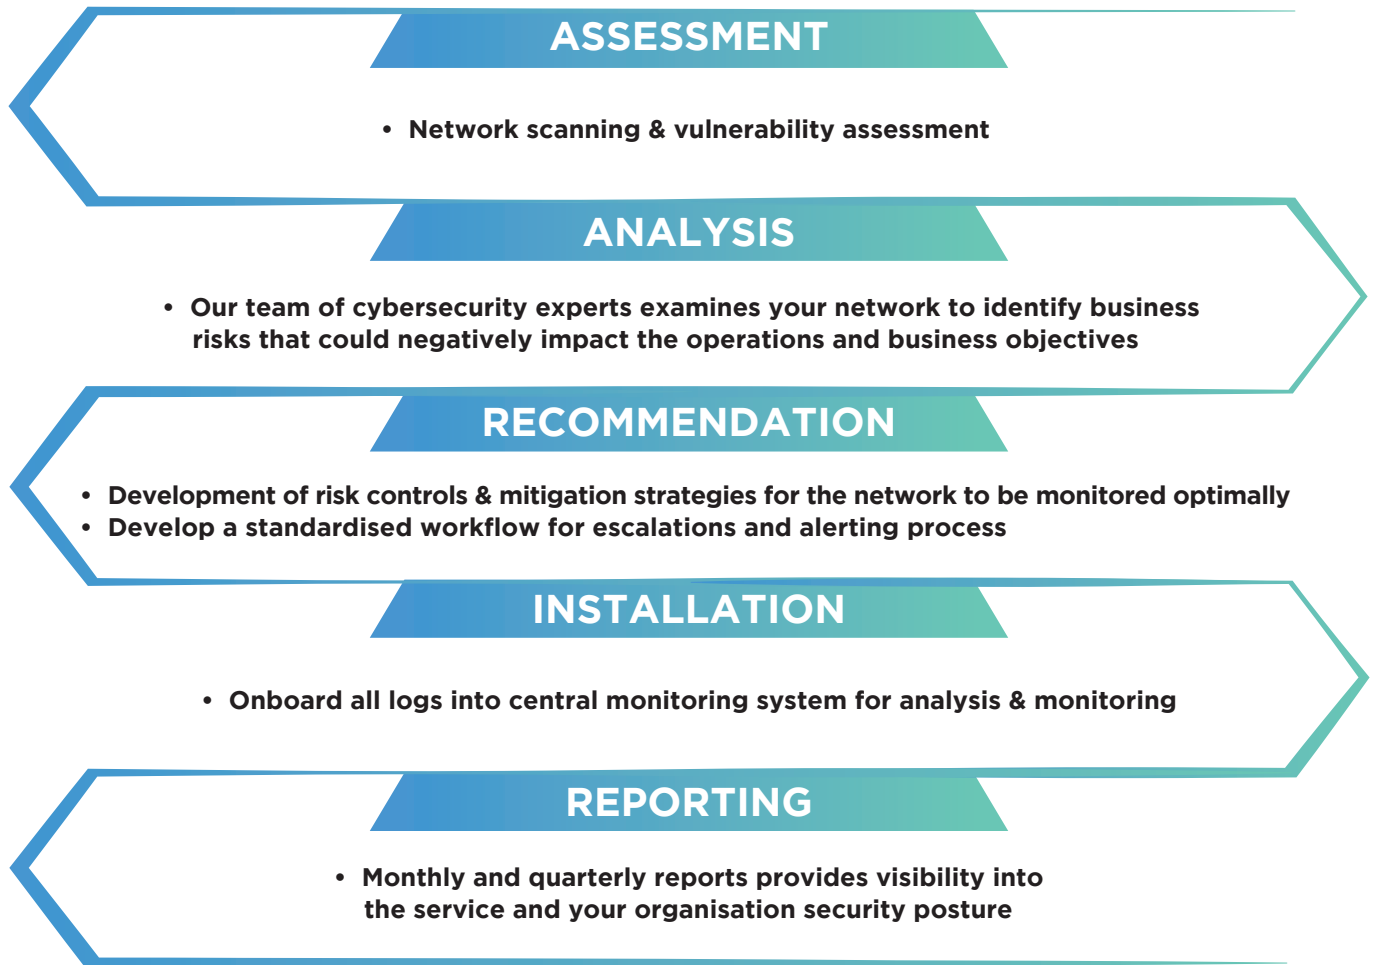 ASSESSMENT
• Network scanning & vulnerability assessment
ANALYSIS
• Our team of cybersecurity experts examines your network to identify business
risks that could negatively impact the operations and business objectives
RECOMMENDATION
• Development of risk controls & mitigation strategies for the network to be monitored optimally
• Develop a standardised workflow for escalations and alerting process
INSTALLATION
• Onboard all logs into central monitoring system for analysis & monitoring
REPORTING
• Monthly and quarterly reports provides visibility into
the service and your organisation security posture